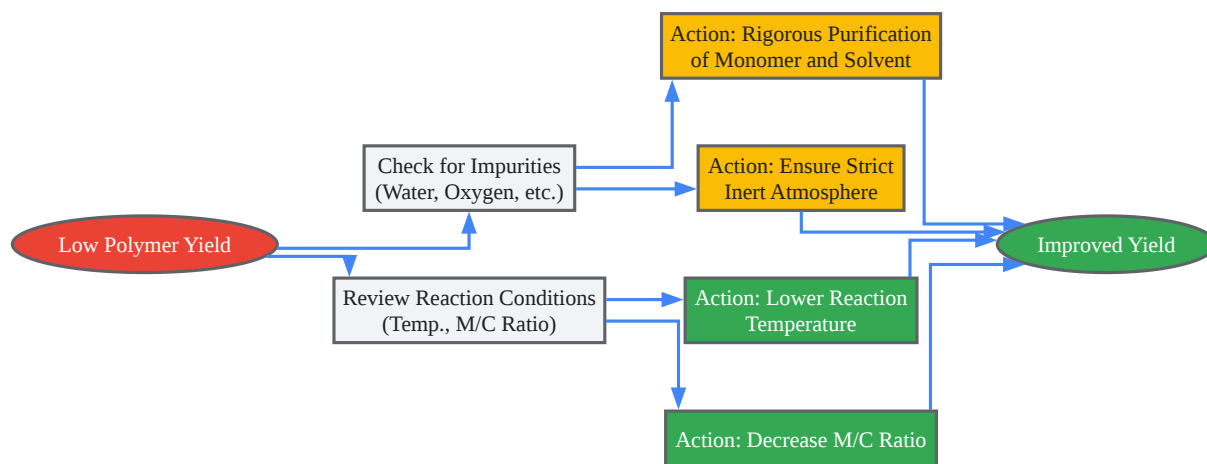 Low Polymer Yield
Check for Impurities
(Water, Oxygen, etc.)
Review Reaction Conditions
(Temp., M/C Ratio)
Action: Rigorous Purification
of Monomer and Solvent
Action: Ensure Strict
Inert Atmosphere
Action: Lower Reaction
Temperature
Action: Decrease M/C Ratio
Improved Yield